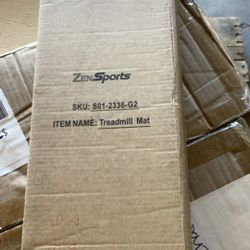 ZENSports
SKU: S01-2336-G2
ITEM NAME: Treadmill Mat